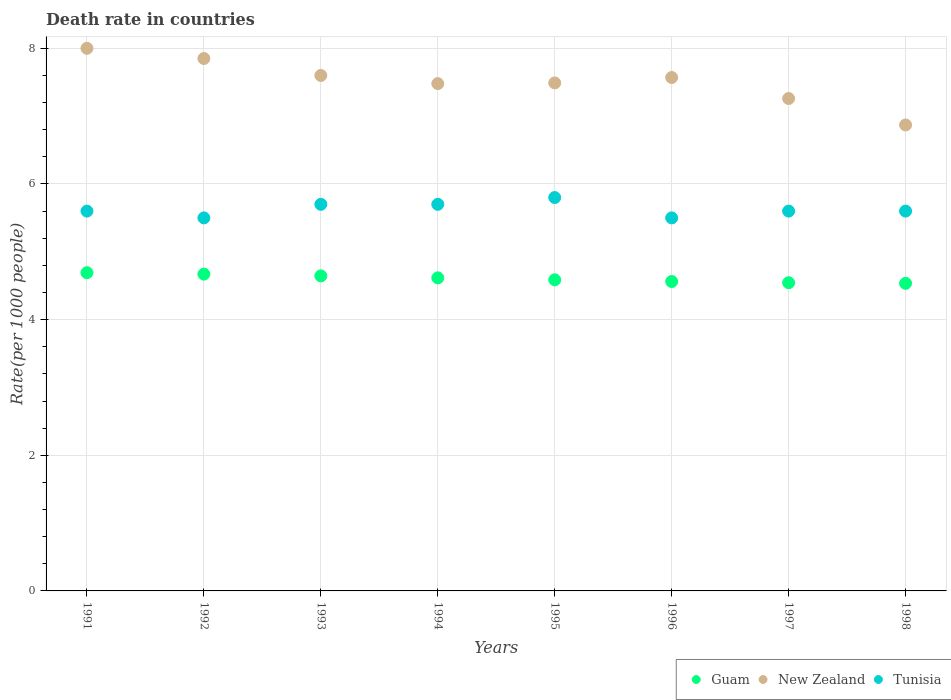 Death rate in countries
Rate(per 1000 people)
8
6
4
2
0
1991
1992
1993
1994
1995
1996
1997
1998
Years
Guam
New Zealand
Tunisia